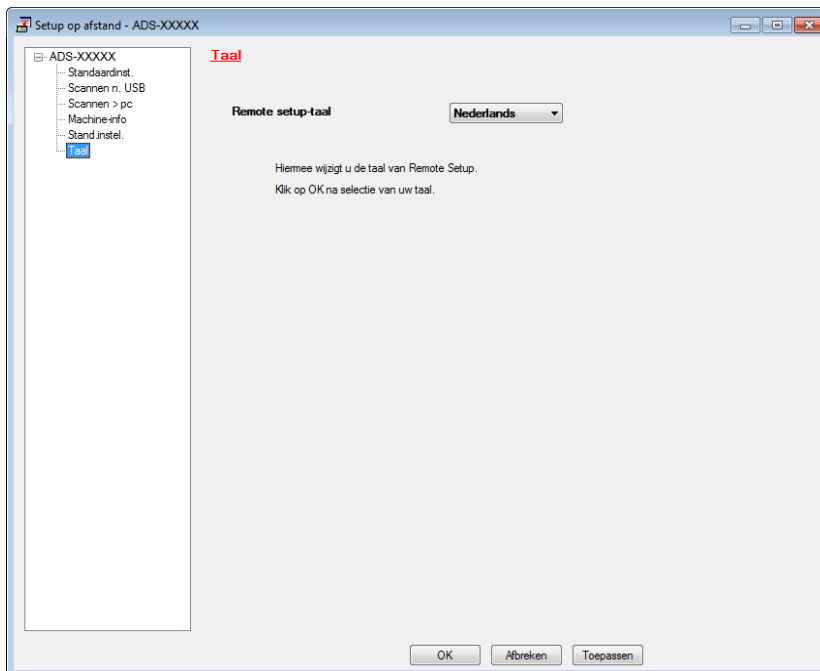 Setup op afstand - ADS-XXXXX
ADS-XXXXX
Standaardinst.
Scannen n. USB
Scannen > pc
Machine-info
Stand.instel.
Taal
Taal
Remote setup-taal
Nederlands
Hiermee wijzigt u de taal van Remote Setup.
Klik op OK na selectie van uw taal.
OK
Afbreken
Toepassen